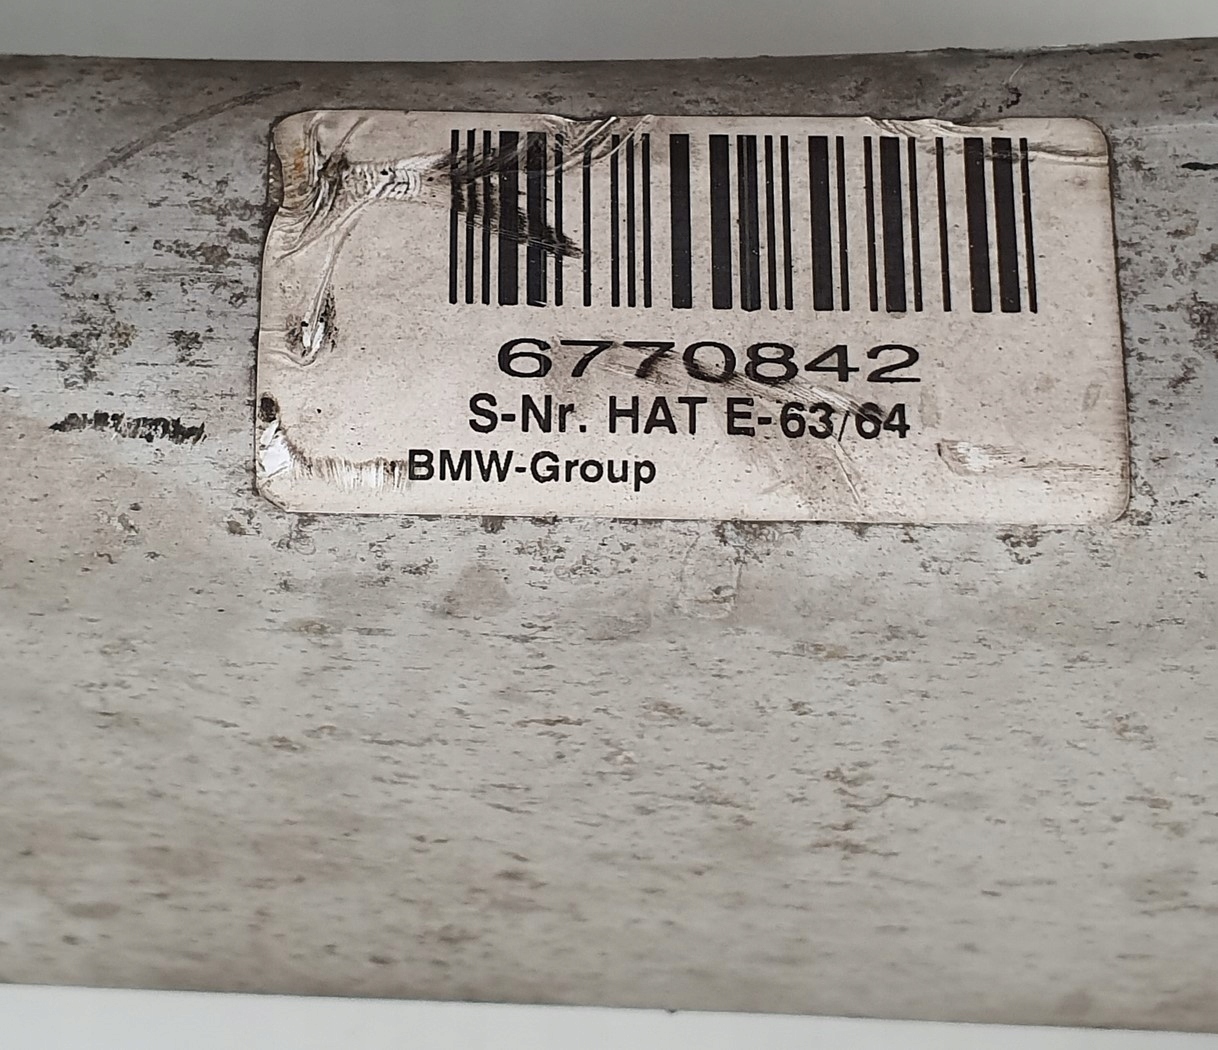 6770842
S-Nr. HAT E-63/64
BMW-Group